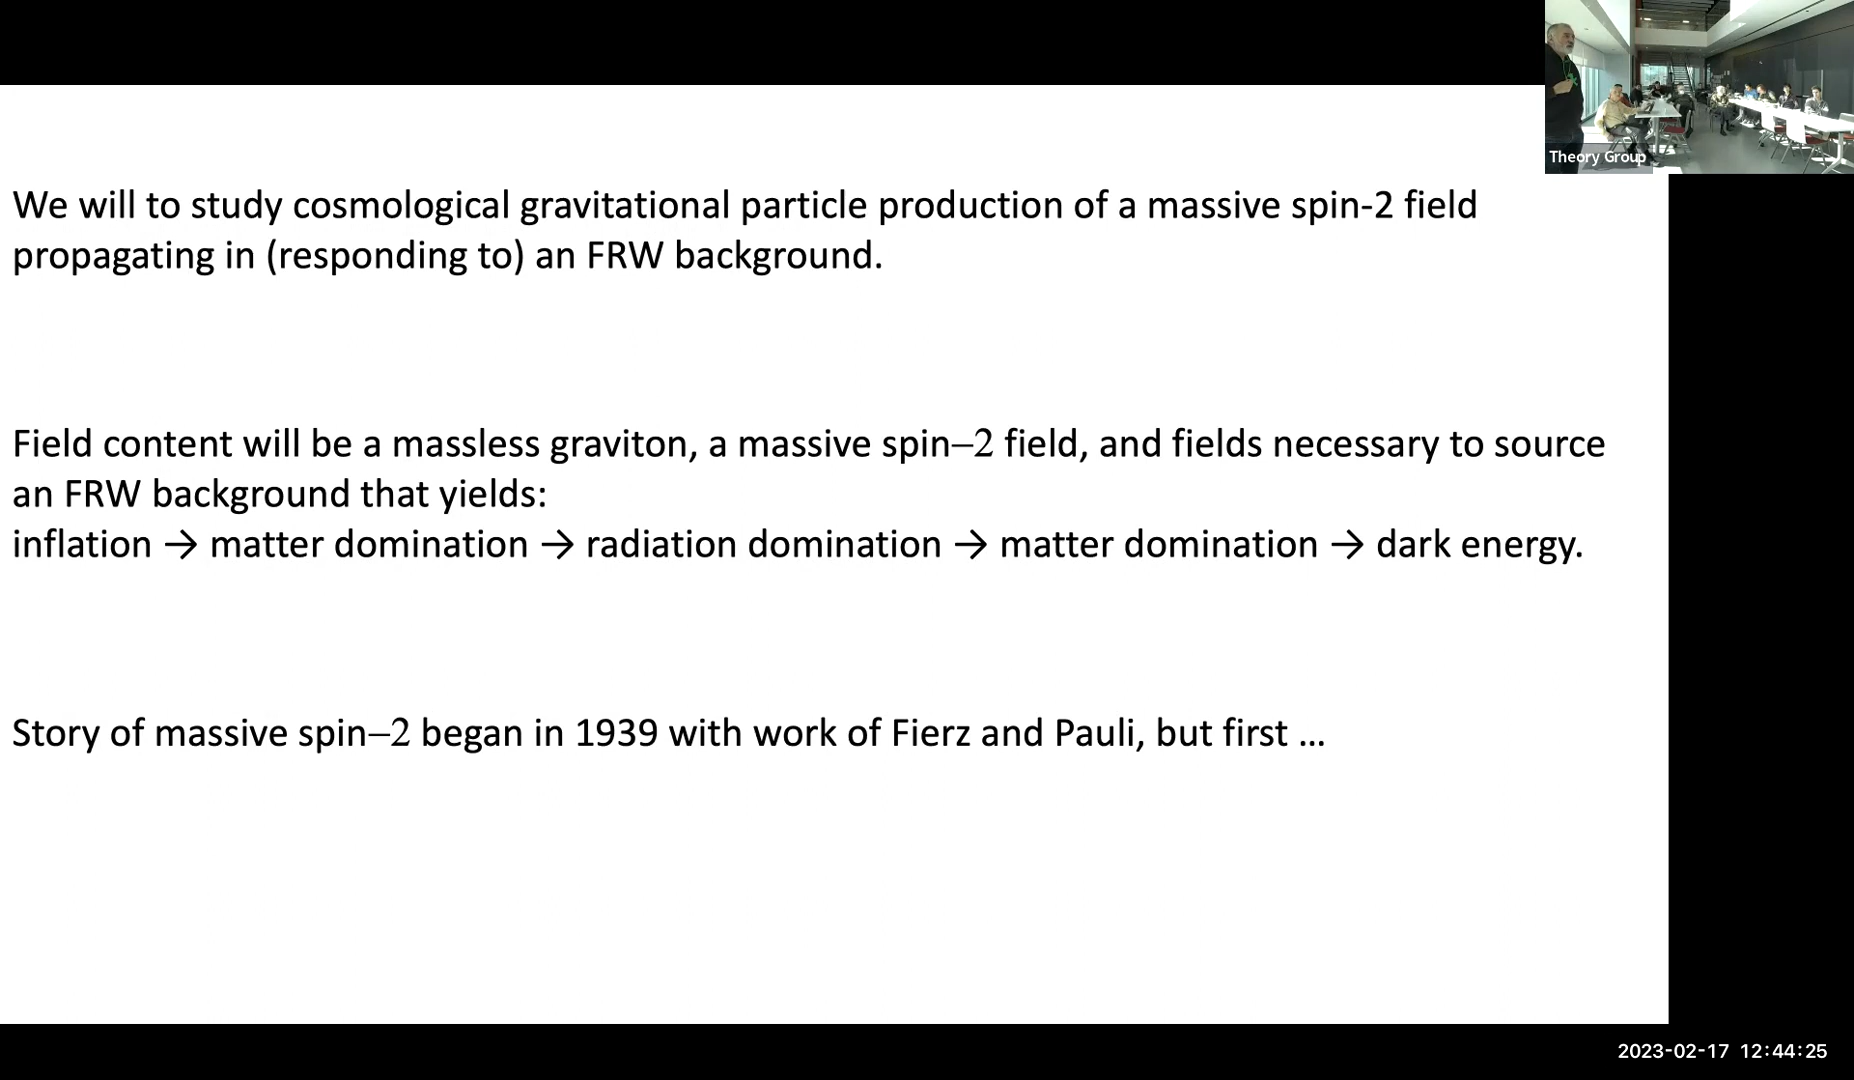 Theory Group
We will to study cosmological gravitational particle production of a massive spin-2 field
propagating in (responding to) an FRW background.
Field content will be a massless graviton, a massive spin–2 field, and fields necessary to source
an FRW background that yields:
inflation → matter domination → radiation domination → matter domination → dark energy.
Story of massive spin–2 began in 1939 with work of Fierz and Pauli, but first ...
2023-02-17 12:44:25